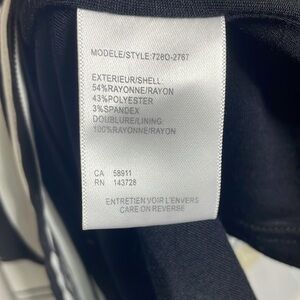 MODELE/STYLE:728O-2767
EXTERIEUR/SHELL:
54%RAYONNE/RAYON
43%POLYESTER
3%SPANDEX
DOUBLURE/LINING:
100%RAYONNE/RAYON
CA 58911
RN 143728
ENTRETIEN VOIR L'ENVERS
CARE ON REVERSE